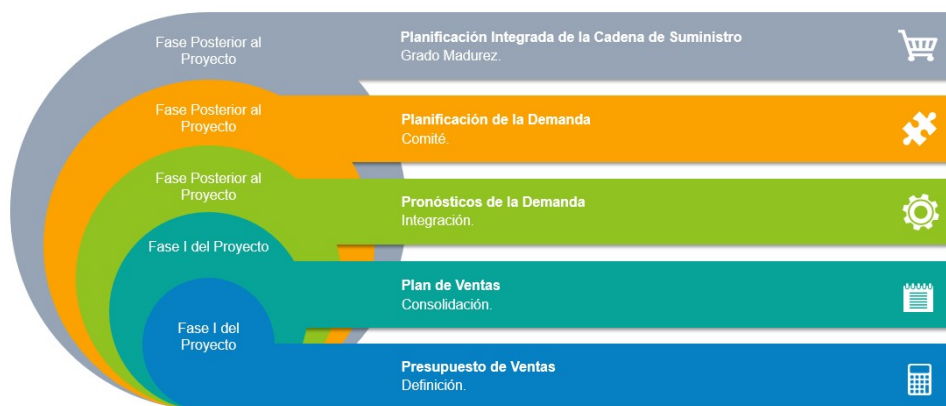 Fase Posterior al
Proyecto
Planificación Integrada de la Cadena de Suministro
Grado Madurez.
Fase Posterior al
Proyecto
Planificación de la Demanda
Comité.
Fase Posterior al
Proyecto
Pronósticos de la Demanda
Integración.
Fase I del Proyecto
Plan de Ventas
Consolidación.
Fase I del
Proyecto
Presupuesto de Ventas
Definición.